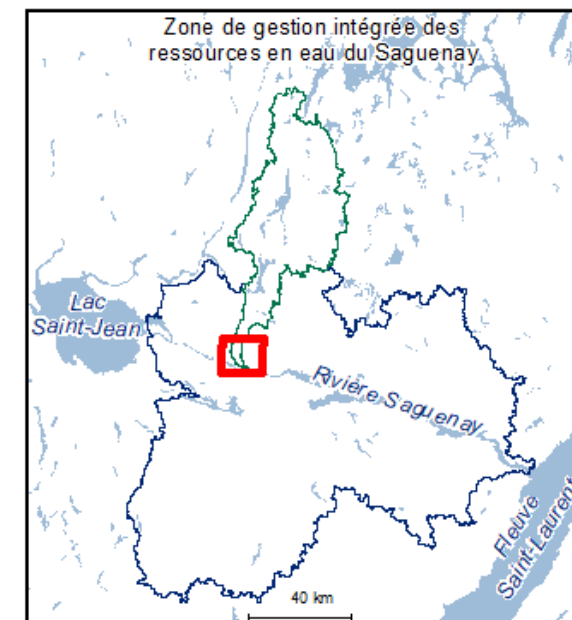 Zone de gestion intégrée des
ressources en eau du Saguenay
Lac
Saint-Jean
Rivière Saguenay
Fleuve
Saint-Laurent
40 km